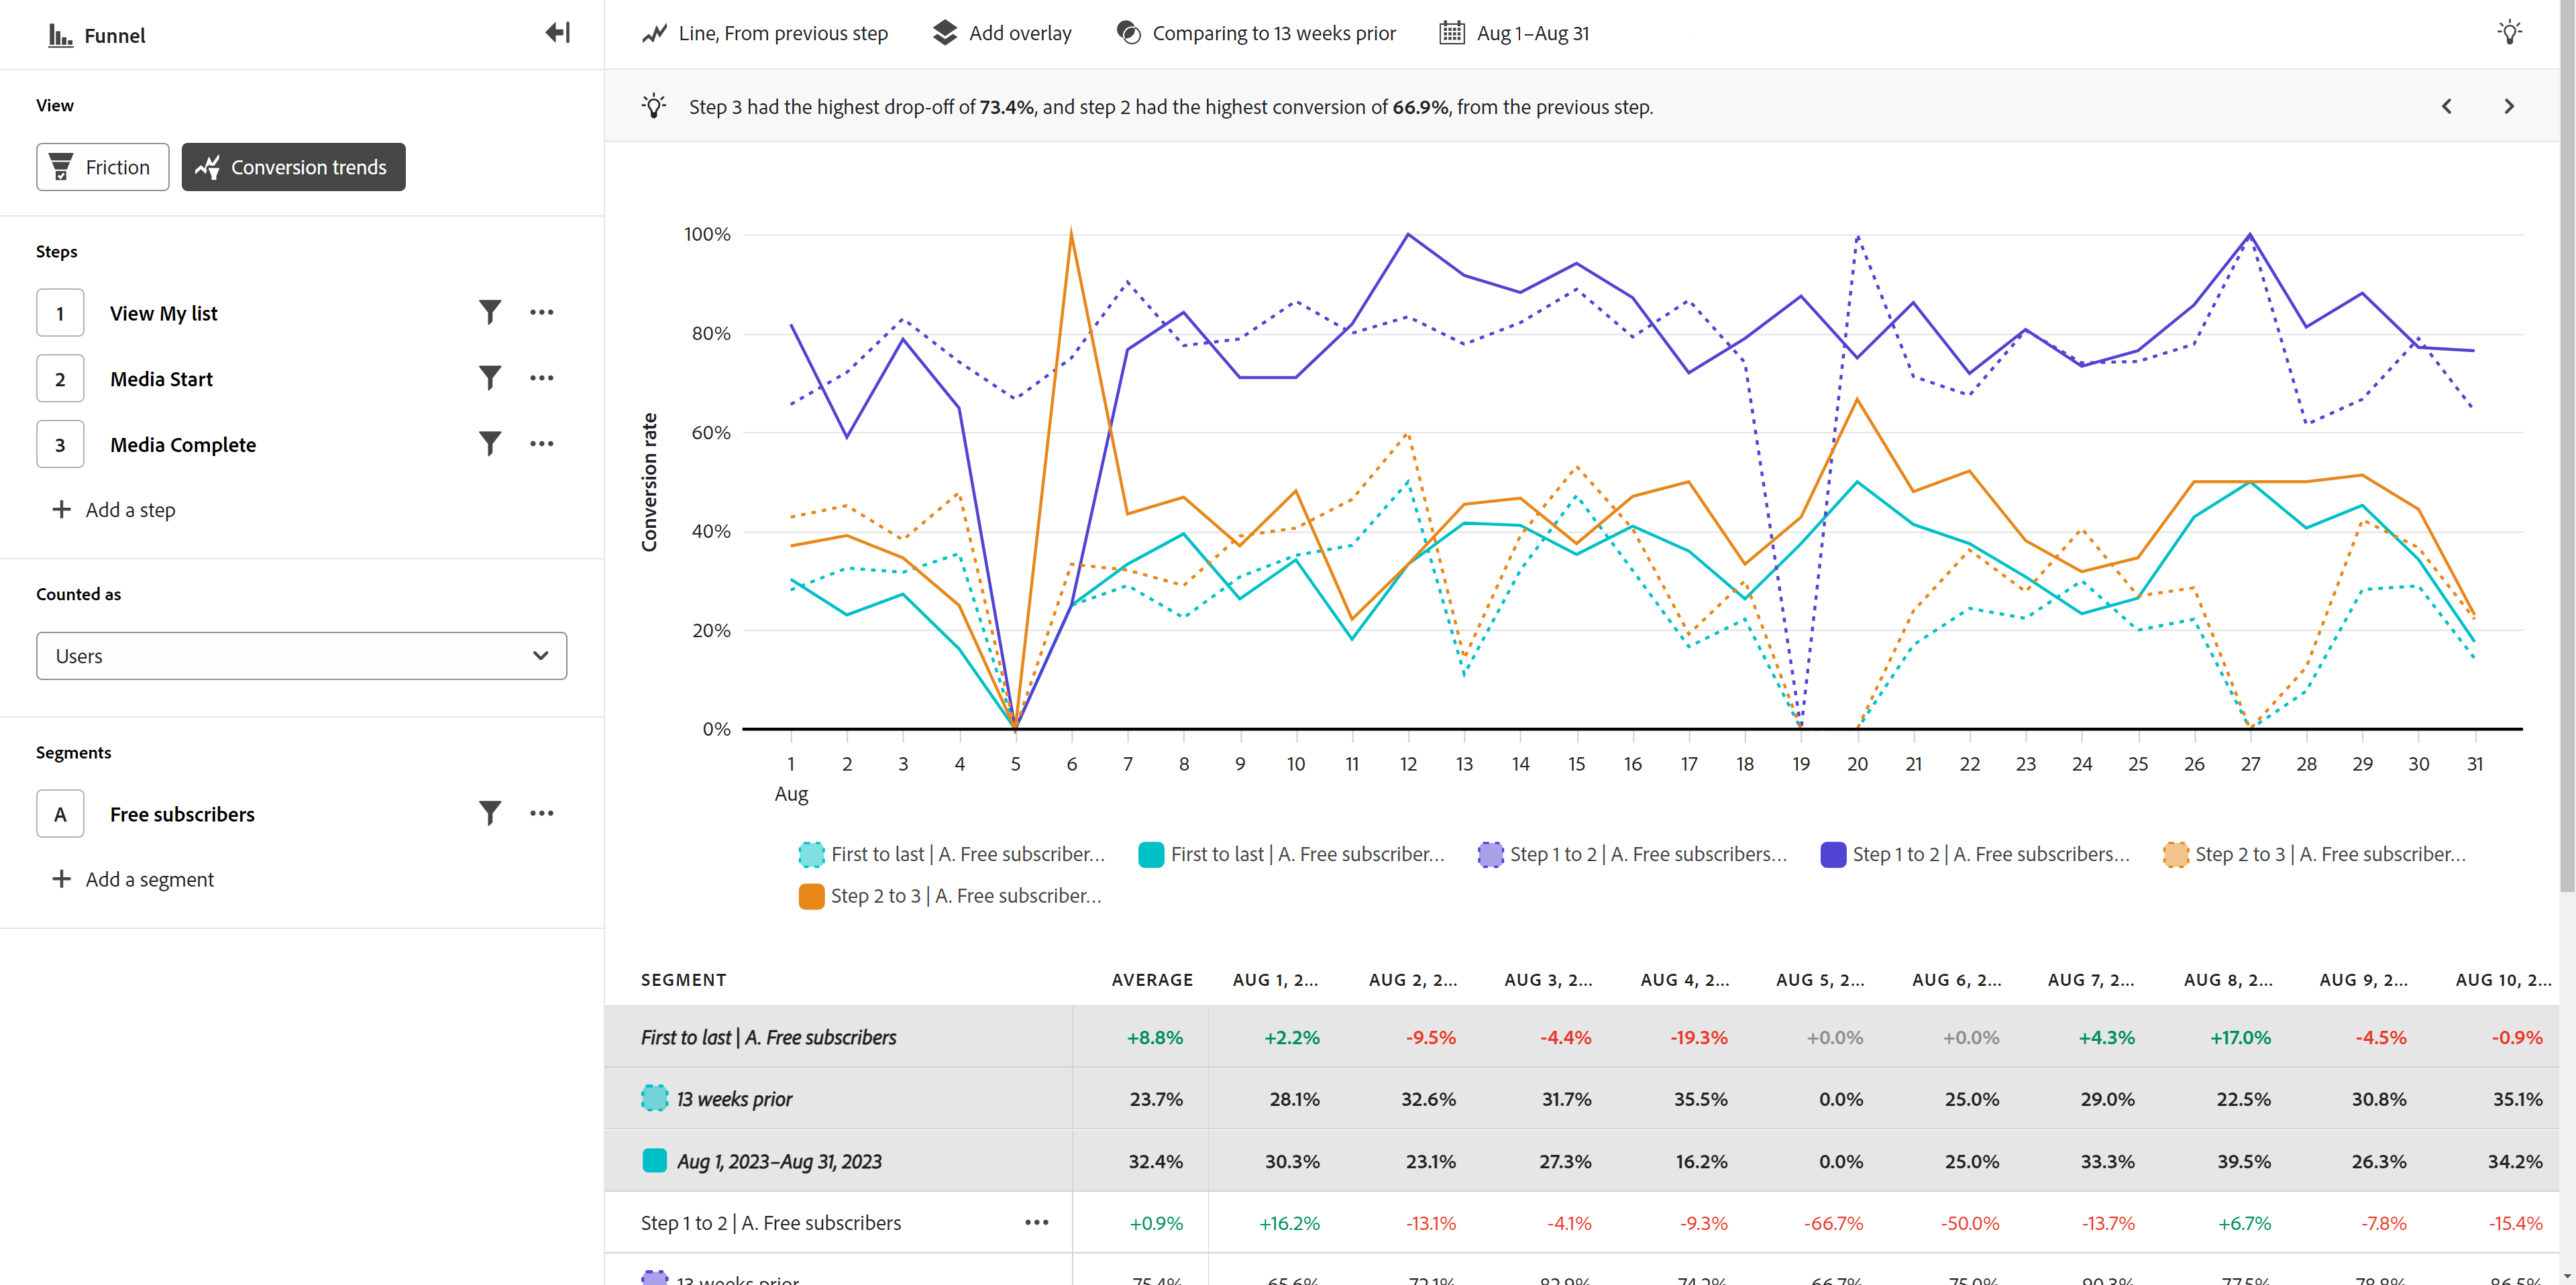 Funnel
View
Friction
Conversion trends
Steps
1 View My list
2 Media Start
3 Media Complete
Add a step
Counted as
Users
Segments
A Free subscribers
Add a segment
Line, From previous step
Add overlay
Comparing to 13 weeks prior
Aug 1–Aug 31
Step 3 had the highest drop-off of 73.4%, and step 2 had the highest conversion of 66.9%, from the previous step.
Conversion rate
100%
80%
60%
40%
20%
0%
1 2 3 4 5 6 7 8 9 10 11 12 13 14 15 16 17 18 19 20 21 22 23 24 25 26 27 28 29 30 31
Aug
First to last | A. Free subscriber... First to last | A. Free subscriber... Step 1 to 2 | A. Free subscribers... Step 1 to 2 | A. Free subscribers... Step 2 to 3 | A. Free subscriber...
Step 2 to 3 | A. Free subscriber...
SEGMENT AVERAGE AUG 1, 2... AUG 2, 2... AUG 3, 2... AUG 4, 2... AUG 5, 2... AUG 6, 2... AUG 7, 2... AUG 8, 2... AUG 9, 2... AUG 10, 2...
First to last | A. Free subscribers +8.8% +2.2% -9.5% -4.4% -19.3% +0.0% +0.0% +4.3% +17.0% -4.5% -0.9%
13 weeks prior 23.7% 28.1% 32.6% 31.7% 35.5% 0.0% 25.0% 29.0% 22.5% 30.8% 35.1%
Aug 1, 2023–Aug 31, 2023 32.4% 30.3% 23.1% 27.3% 16.2% 0.0% 25.0% 33.3% 39.5% 26.3% 34.2%
Step 1 to 2 | A. Free subscribers +0.9% +16.2% -13.1% -4.1% -9.3% -66.7% -50.0% -13.7% +6.7% -7.8% -15.4%
13 weeks prior